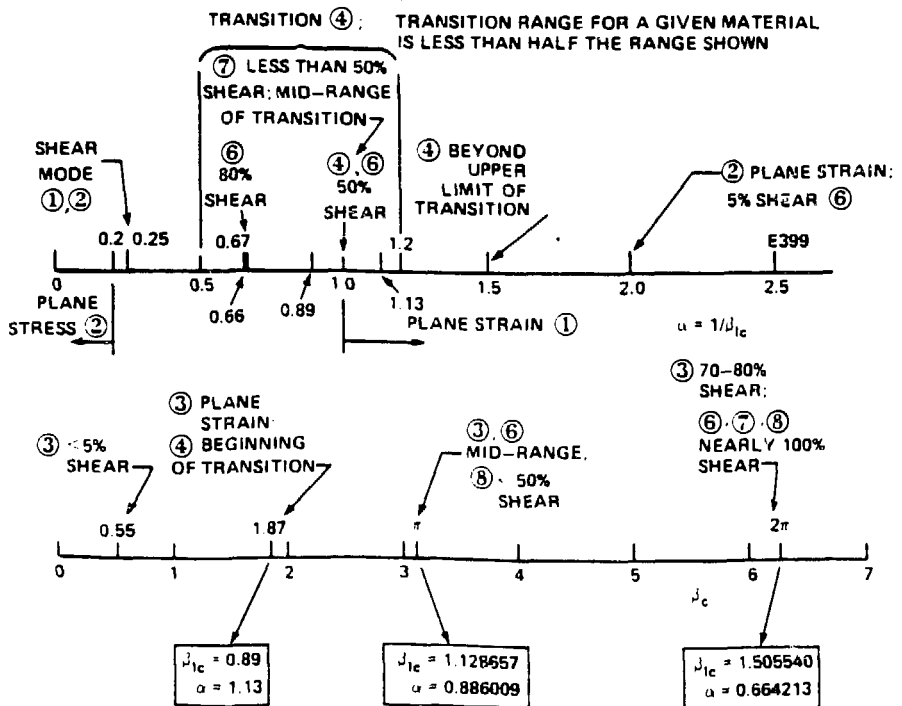 TRANSITION ④; TRANSITION RANGE FOR A GIVEN MATERIAL
IS LESS THAN HALF THE RANGE SHOWN
⑦ LESS THAN 50%
SHEAR; MID-RANGE
OF TRANSITION
SHEAR
MODE
①,②
⑥
80%
SHEAR
④,⑥
50%
SHEAR
④ BEYOND
UPPER
LIMIT OF
TRANSITION
② PLANE STRAIN;
5% SHEAR ⑥
0.2 0.25 0.67 1.2 E399
0 0.5 1.0 1.5 2.0 2.5
0.66 0.89 1.13
PLANE
STRESS ②
PLANE STRAIN ①
α = 1/βIc
③ <5%
SHEAR
③ PLANE
STRAIN;
④ BEGINNING
OF TRANSITION
③,⑥
MID-RANGE,
⑧ < 50%
SHEAR
③ 70-80%
SHEAR;
⑥,⑦,⑧
NEARLY 100%
SHEAR
0.55 1.87 π 2π
0 1 2 3 4 5 6 7
βc
βIc = 0.89
α = 1.13
βIc = 1.128657
α = 0.886009
βIc = 1.505540
α = 0.664213